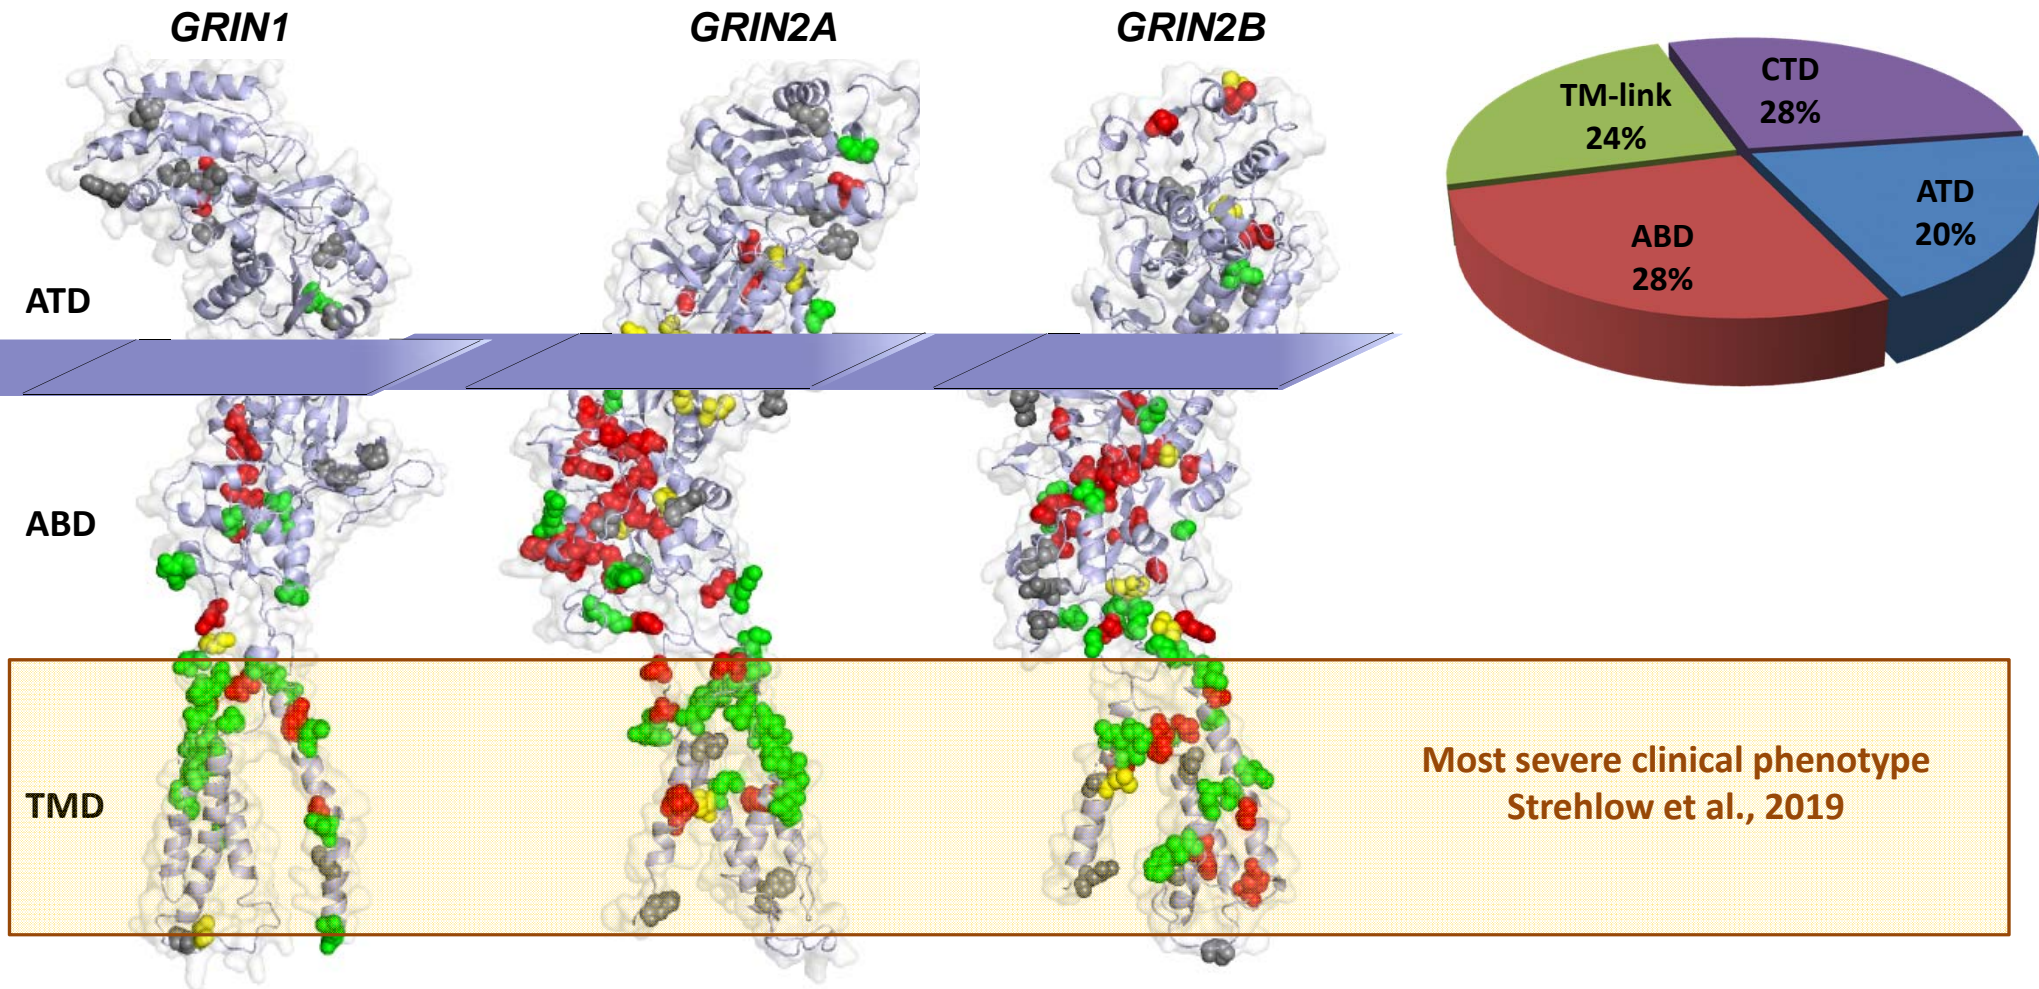 GRIN1
GRIN2A
GRIN2B
CTD
28%
TM-link
24%
ATD
20%
ABD
28%
ATD
ABD
TMD
Most severe clinical phenotype
Strehlow et al., 2019